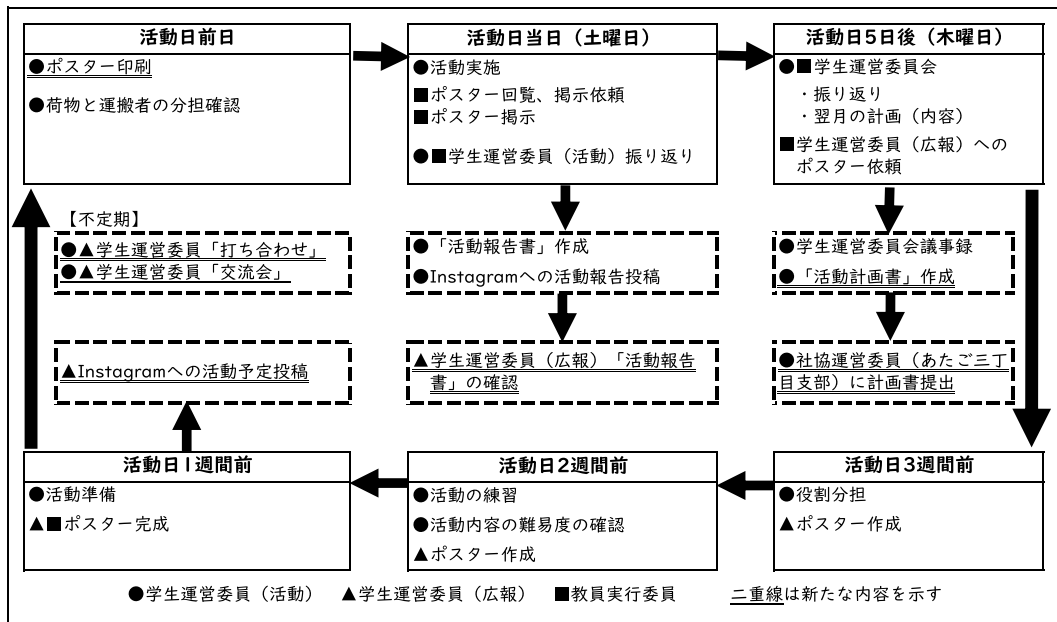 活動日前日
●ポスター印刷
●荷物と運搬者の分担確認
活動日当日（土曜日）
●活動実施
■ポスター回覧、掲示依頼
■ポスター掲示
●■学生運営委員（活動）振り返り
活動日5日後（木曜日）
●■学生運営委員会
・振り返り
・翌月の計画（内容）
■学生運営委員（広報）への
ポスター依頼
【不定期】
●▲学生運営委員「打ち合わせ」
●▲学生運営委員「交流会」
●「活動報告書」作成
●Instagramへの活動報告投稿
●学生運営委員会議事録
●「活動計画書」作成
▲Instagramへの活動予定投稿
▲学生運営委員（広報）「活動報告
書」の確認
●社協運営委員（あたご三丁
目支部）に計画書提出
活動日1週間前
●活動準備
▲■ポスター完成
活動日2週間前
●活動の練習
●活動内容の難易度の確認
▲ポスター作成
活動日3週間前
●役割分担
▲ポスター作成
●学生運営委員（活動）　▲学生運営委員（広報）　■教員実行委員　二重線は新たな内容を示す